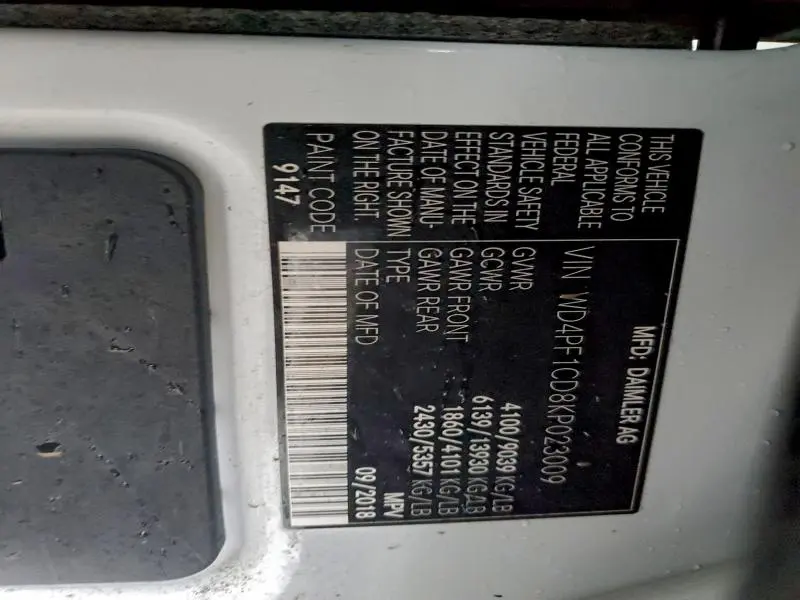 MFD: DAIMLER AG
THIS VEHICLE
CONFORMS TO
ALL APPLICABLE
FEDERAL
VEHICLE SAFETY
STANDARDS IN
EFFECT ON THE
DATE OF MANU-
FACTURE SHOWN
ON THE RIGHT.
PAINT CODE
9147
VIN WD4PF1CD8KP023009
GVWR 4100/9039 KG/LB
GCWR 6139/13930 KG/LB
GAWR FRONT 1860/4101 KG/LB
GAWR REAR 2430/5357 KG/LB
TYPE MPV
DATE OF MFD 09/2018